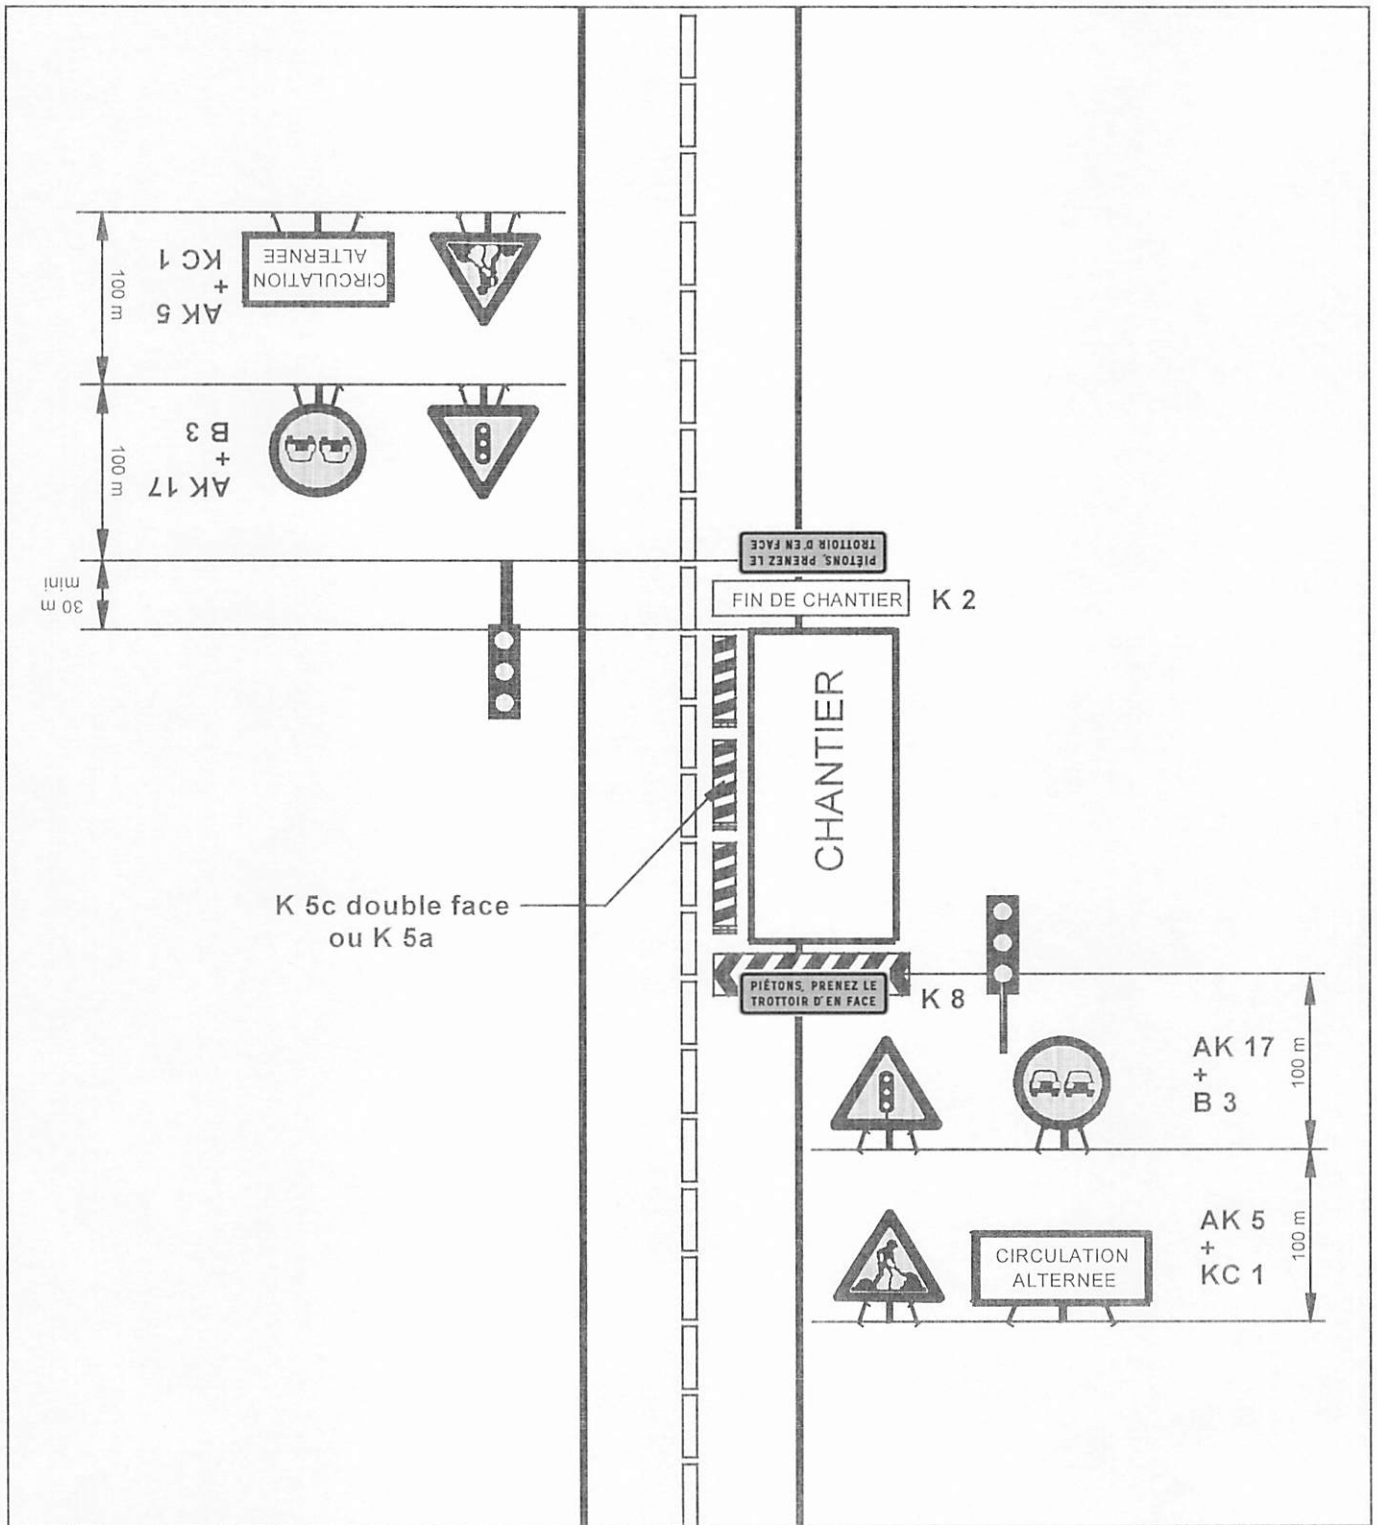 KC 1
+
AK 5
CIRCULATION
ALTERNEE
100 m
B 3
+
AK 17
100 m
30 m
mini
PIÉTONS, PRENEZ LE
TROTTOIR D'EN FACE
FIN DE CHANTIER
K 2
CHANTIER
K 5c double face
ou K 5a
PIÉTONS, PRENEZ LE
TROTTOIR D'EN FACE
K 8
AK 17
+
B 3
100 m
CIRCULATION
ALTERNEE
AK 5
+
KC 1
100 m